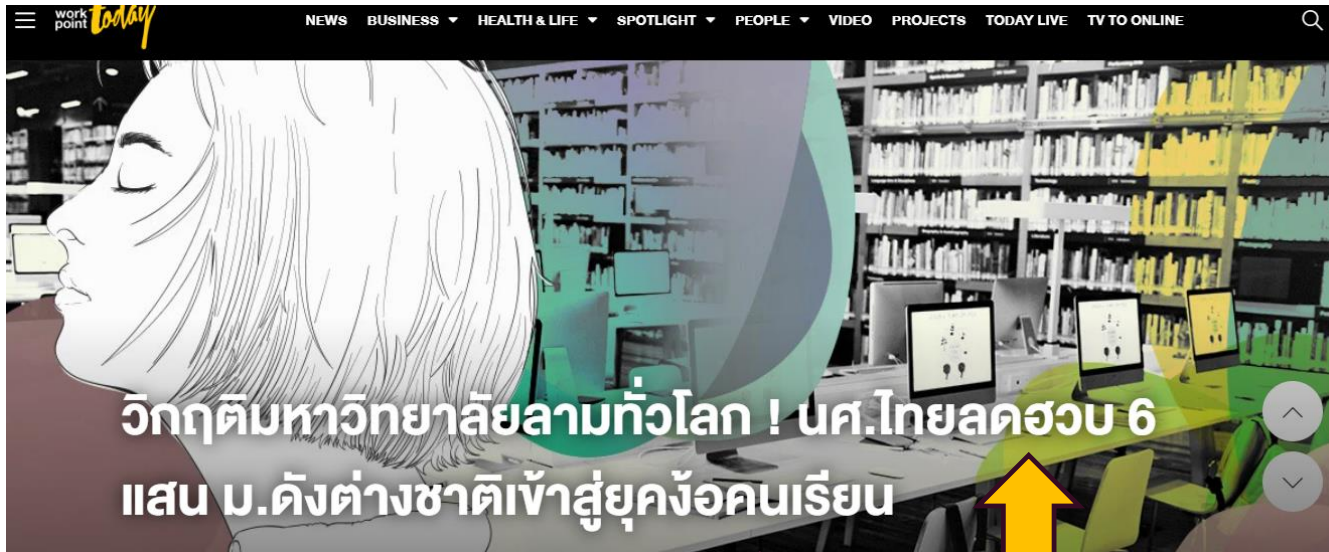 work point today
NEWS BUSINESS HEALTH & LIFE SPOTLIGHT PEOPLE VIDEO PROJECTS TODAY LIVE TV TO ONLINE
วิกฤติมหาวิทยาลัยลามทั่วโลก ! นศ.ไทยลดฮวบ 6
แสน ม.ดังต่างชาติเข้าสู่ยุคง้อคนเรียน